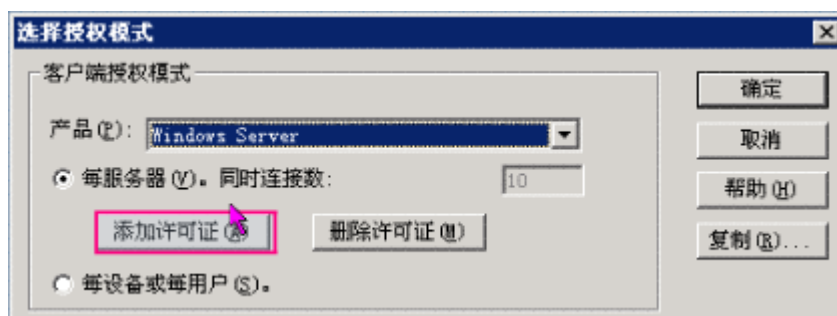 选择授权模式
客户端授权模式
确定
产品(P): Windows Server
取消
每服务器(V)。同时连接数: 10
帮助(H)
添加许可证(A) 删除许可证(M)
复制(R)...
每设备或每用户(S)。